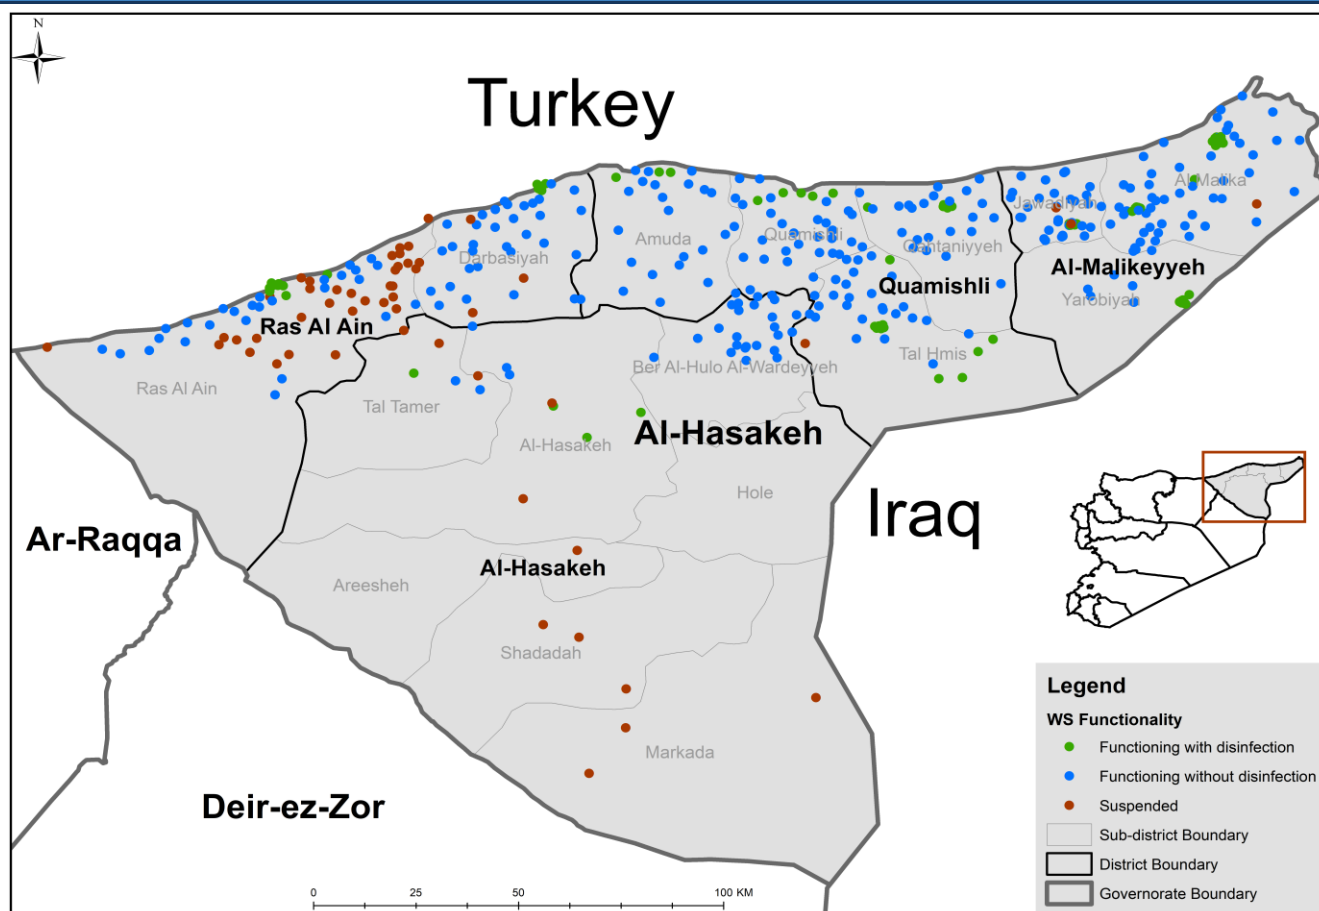 N
Turkey
Al-Malika
Jawadiyah
Quamishli
Amuda
Qahtaniyyeh
Darbasiyah
Al-Malikeyyeh
Quamishli
Yarobiyah
Ras Al Ain
Tal Hmis
Ber Al-Hulo Al-Wardeyyeh
Ras Al Ain
Tal Tamer
Al-Hasakeh
Al-Hasakeh
Hole
Iraq
Ar-Raqqa
Al-Hasakeh
Areesheh
Shadadah
Markada
Deir-ez-Zor
Legend
WS Functionality
Functioning with disinfection
Functioning without disinfection
Suspended
Sub-district Boundary
District Boundary
Governorate Boundary
0 25 50 100 KM